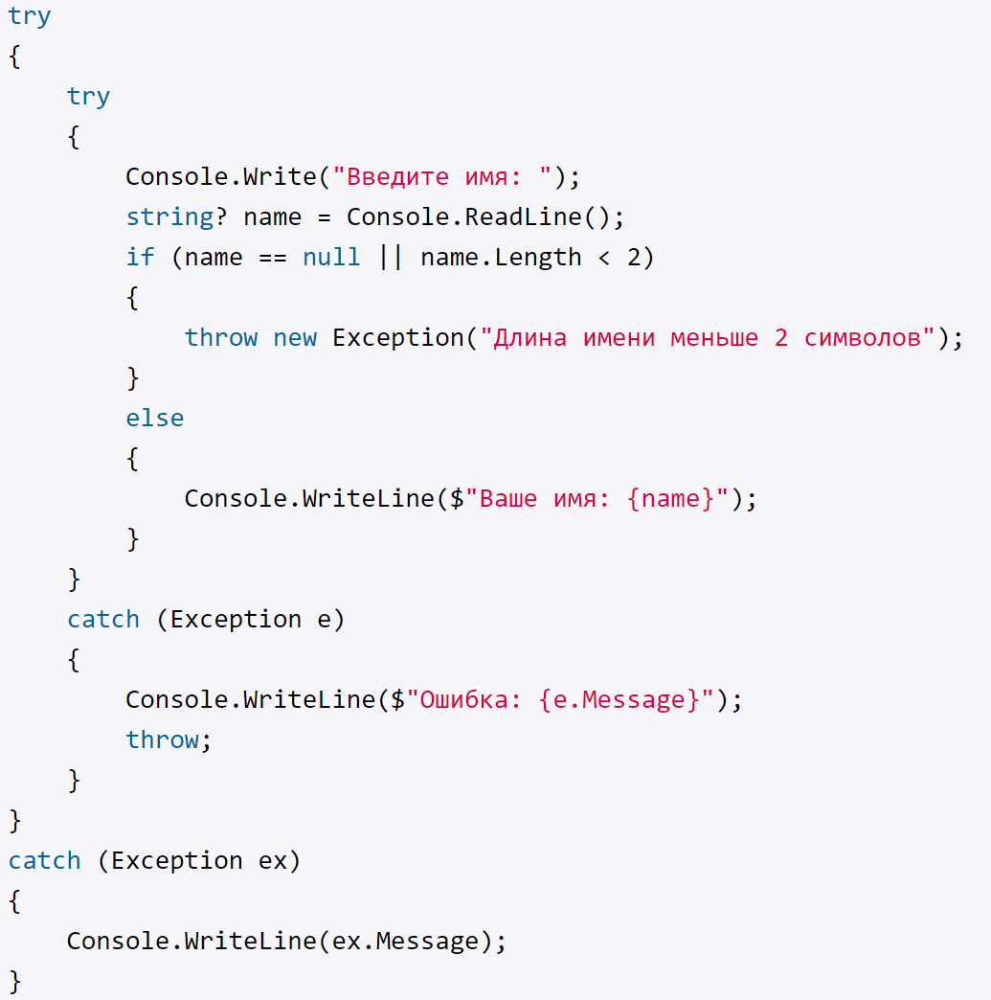 try
{
    try
    {
        Console.Write("Введите имя: ");
        string? name = Console.ReadLine();
        if (name == null || name.Length < 2)
        {
            throw new Exception("Длина имени меньше 2 символов");
        }
        else
        {
            Console.WriteLine($"Ваше имя: {name}");
        }
    }
    catch (Exception e)
    {
        Console.WriteLine($"Ошибка: {e.Message}");
        throw;
    }
}
catch (Exception ex)
{
    Console.WriteLine(ex.Message);
}